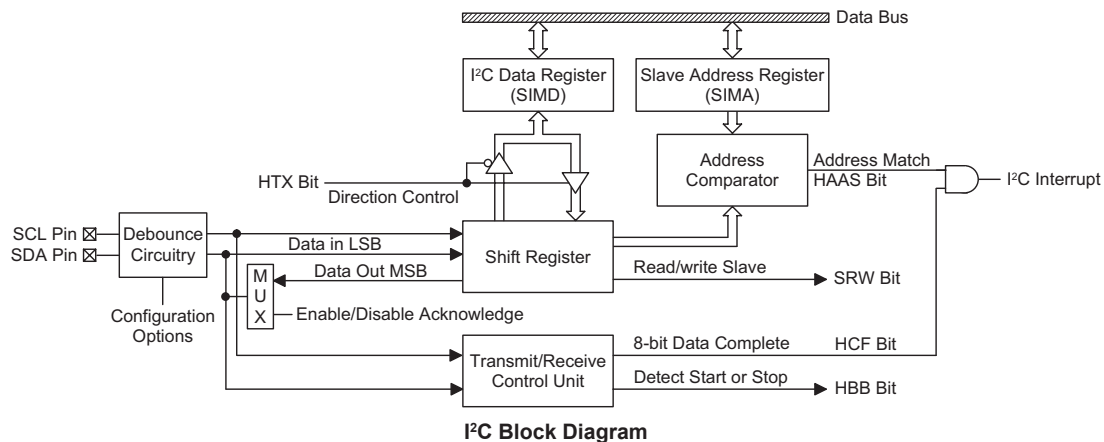 Data Bus
I²C Data Register
(SIMD)
Slave Address Register
(SIMA)
HTX Bit
Direction Control
Address
Comparator
Address Match
HAAS Bit
I²C Interrupt
SCL Pin
SDA Pin
Debounce
Circuitry
Data in LSB
Shift Register
Data Out MSB
M
U
X
Enable/Disable Acknowledge
Read/write Slave
SRW Bit
Configuration
Options
Transmit/Receive
Control Unit
8-bit Data Complete
HCF Bit
Detect Start or Stop
HBB Bit
I²C Block Diagram